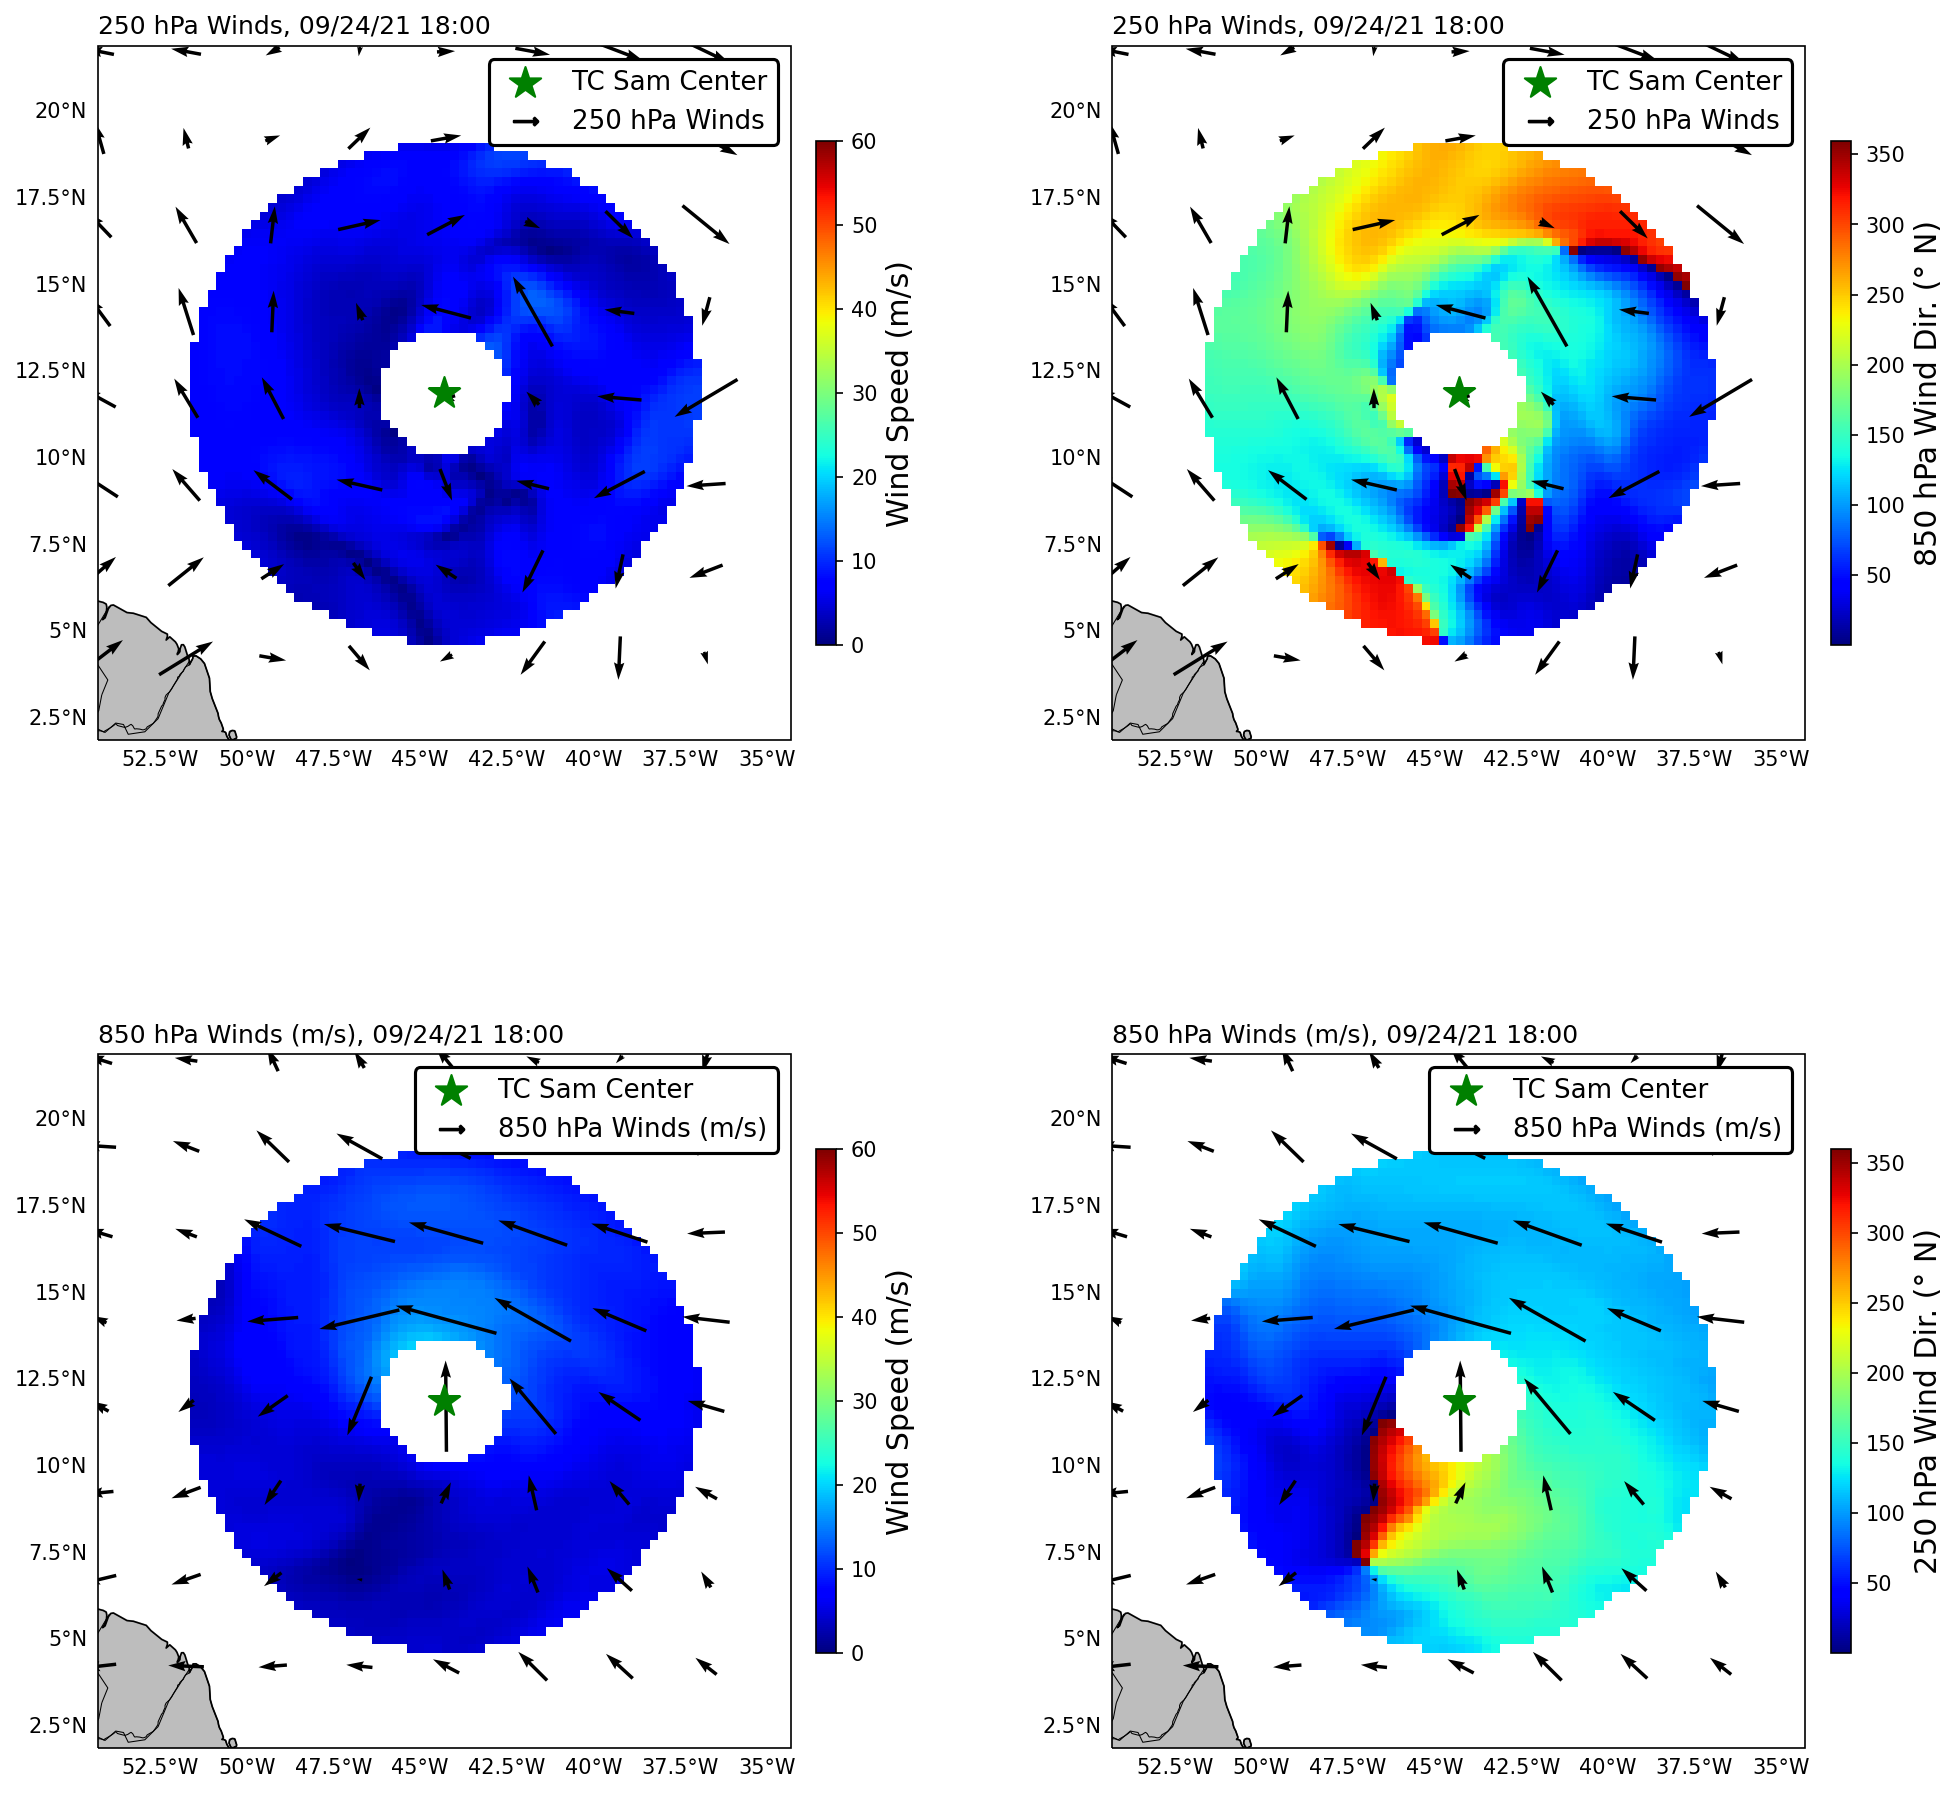 250 hPa Winds, 09/24/21 18:00
TC Sam Center
250 hPa Winds
20°N
17.5°N
15°N
12.5°N
10°N
7.5°N
5°N
2.5°N
52.5°W 50°W 47.5°W 45°W 42.5°W 40°W 37.5°W 35°W
60
50
40
30
20
10
0
Wind Speed (m/s)
250 hPa Winds, 09/24/21 18:00
TC Sam Center
250 hPa Winds
20°N
17.5°N
15°N
12.5°N
10°N
7.5°N
5°N
2.5°N
52.5°W 50°W 47.5°W 45°W 42.5°W 40°W 37.5°W 35°W
350
300
250
200
150
100
50
850 hPa Wind Dir. (° N)
850 hPa Winds (m/s), 09/24/21 18:00
TC Sam Center
850 hPa Winds (m/s)
20°N
17.5°N
15°N
12.5°N
10°N
7.5°N
5°N
2.5°N
52.5°W 50°W 47.5°W 45°W 42.5°W 40°W 37.5°W 35°W
60
50
40
30
20
10
0
Wind Speed (m/s)
850 hPa Winds (m/s), 09/24/21 18:00
TC Sam Center
850 hPa Winds (m/s)
20°N
17.5°N
15°N
12.5°N
10°N
7.5°N
5°N
2.5°N
52.5°W 50°W 47.5°W 45°W 42.5°W 40°W 37.5°W 35°W
350
300
250
200
150
100
50
250 hPa Wind Dir. (° N)